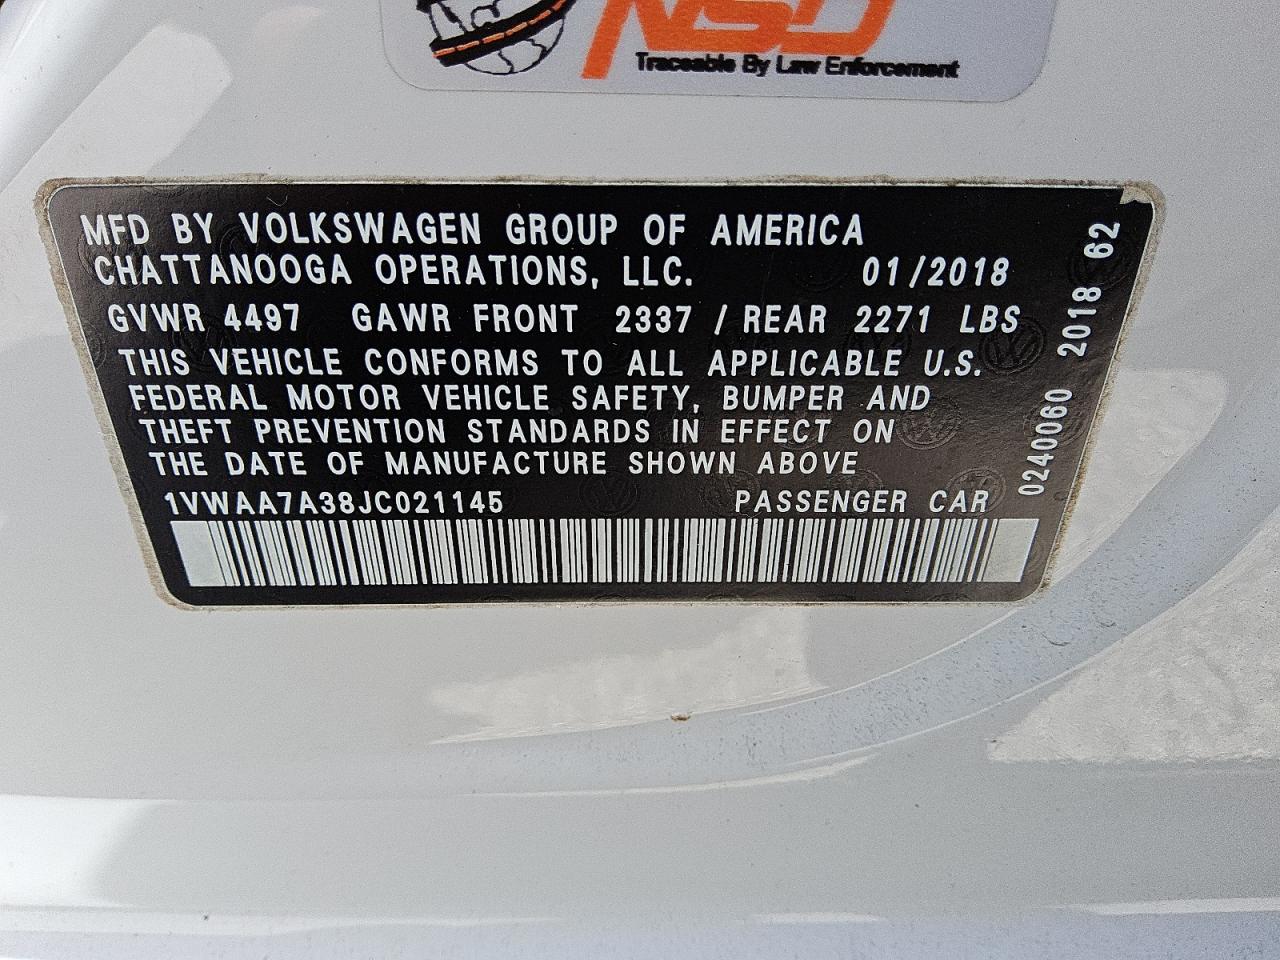 NSD
Traceable By Law Enforcement
MFD BY VOLKSWAGEN GROUP OF AMERICA
CHATTANOOGA OPERATIONS, LLC. 01/2018
GVWR 4497 GAWR FRONT 2337 / REAR 2271 LBS
THIS VEHICLE CONFORMS TO ALL APPLICABLE U.S.
FEDERAL MOTOR VEHICLE SAFETY, BUMPER AND
THEFT PREVENTION STANDARDS IN EFFECT ON
THE DATE OF MANUFACTURE SHOWN ABOVE
1VWAA7A38JC021145 PASSENGER CAR
0240060 2018 62